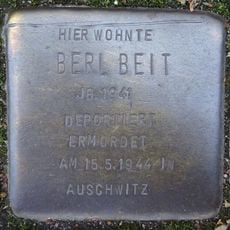 HIER WOHNTE
BERL BEIT
JG. 1941
DEPORTIERT
ERMORDET
AM 15.5.1944 IN
AUSCHWITZ